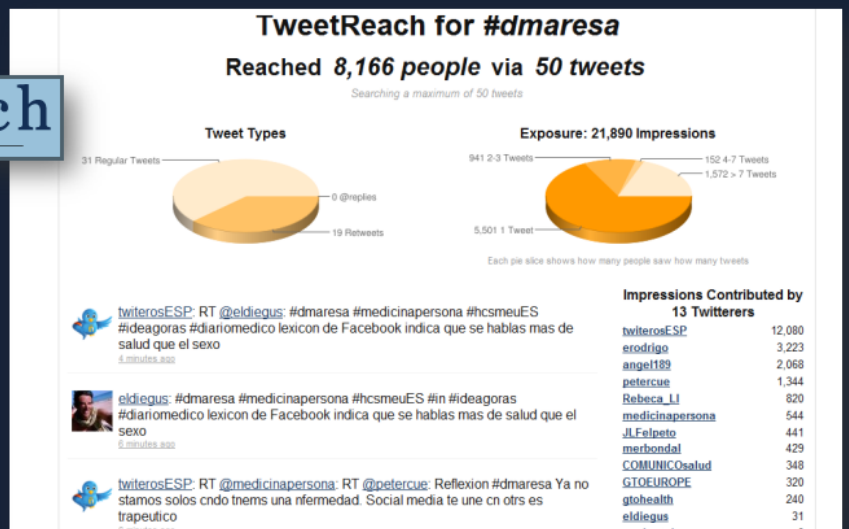 TweetReach for #dmaresa
Reached 8,166 people via 50 tweets
Searching a maximum of 50 tweets
ch
Tweet Types
31 Regular Tweets
0 @replies
19 Retweets
Exposure: 21,890 Impressions
941 2-3 Tweets
152 4-7 Tweets
1,572 > 7 Tweets
5,501 1 Tweet
Each pie slice shows how many people saw how many tweets
twiterosESP: RT @eldiegus: #dmaresa #medicinapersona #hcsmeuES
#ideagoras #diariomedico lexicon de Facebook indica que se hablas mas de
salud que el sexo
4 minutes ago
eldiegus: #dmaresa #medicinapersona #hcsmeuES #in #ideagoras
#diariomedico lexicon de Facebook indica que se hablas mas de salud que el
sexo
6 minutes ago
twiterosESP: RT @medicinapersona: RT @petercue: Reflexion #dmaresa Ya no
stamos solos cndo tnems una nfermedad. Social media te une cn otrs es
trapeutico
Impressions Contributed by
13 Twitterers
twiterosESP 12,080
erodrigo 3,223
angel189 2,068
petercue 1,344
Rebeca_LI 820
medicinapersona 544
JLFelpeto 441
merbondal 429
COMUNICOsalud 348
GTOEUROPE 320
gtohealth 240
eldiegus 31